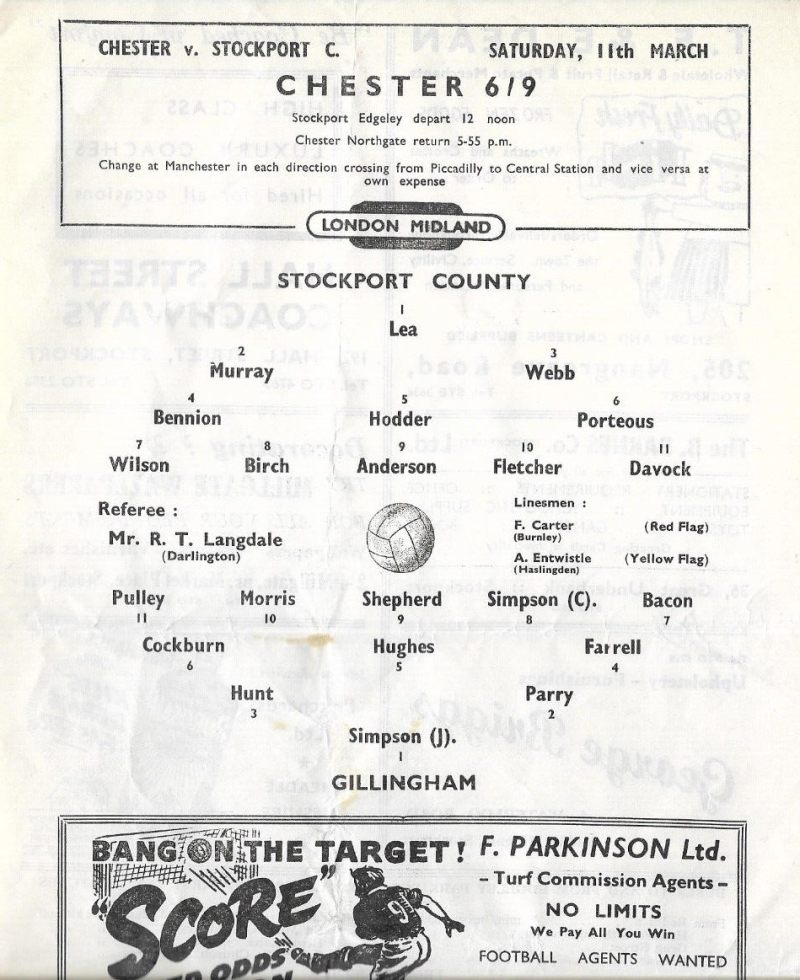 CHESTER v. STOCKPORT C. SATURDAY, 11th MARCH
CHESTER 6/9
Stockport Edgeley depart 12 noon
Chester Northgate return 5-55 p.m.
Change at Manchester in each direction crossing from Piccadilly to Central Station and vice versa at
own expense
LONDON MIDLAND
STOCKPORT COUNTY
1
Lea
2 3
Murray Webb
4 5 6
Bennion Hodder Porteous
7 8 9 10 11
Wilson Birch Anderson Fletcher Davock
Referee :
Mr. R. T. Langdale
(Darlington)
Linesmen :
F. Carter (Red Flag)
(Burnley)
A. Entwistle (Yellow Flag)
(Haslingden)
Pulley Morris Shepherd Simpson (C). Bacon
11 10 9 8 7
Cockburn Hughes Farrell
6 5 4
Hunt Parry
3 2
Simpson (J).
1
GILLINGHAM
BANG ON THE TARGET!
"SCORE"
ODDS
F. PARKINSON Ltd.
- Turf Commission Agents -
NO LIMITS
We Pay All You Win
FOOTBALL AGENTS WANTED